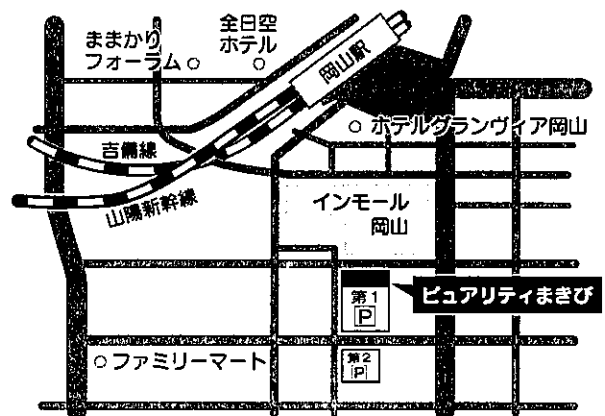 ままかり
フォーラム
全日空
ホテル
岡山駅
ホテルグランヴィア岡山
吉備線
山陽新幹線
インモール
岡山
第1
P
ピュアリティまきび
ファミリーマート
第2
P